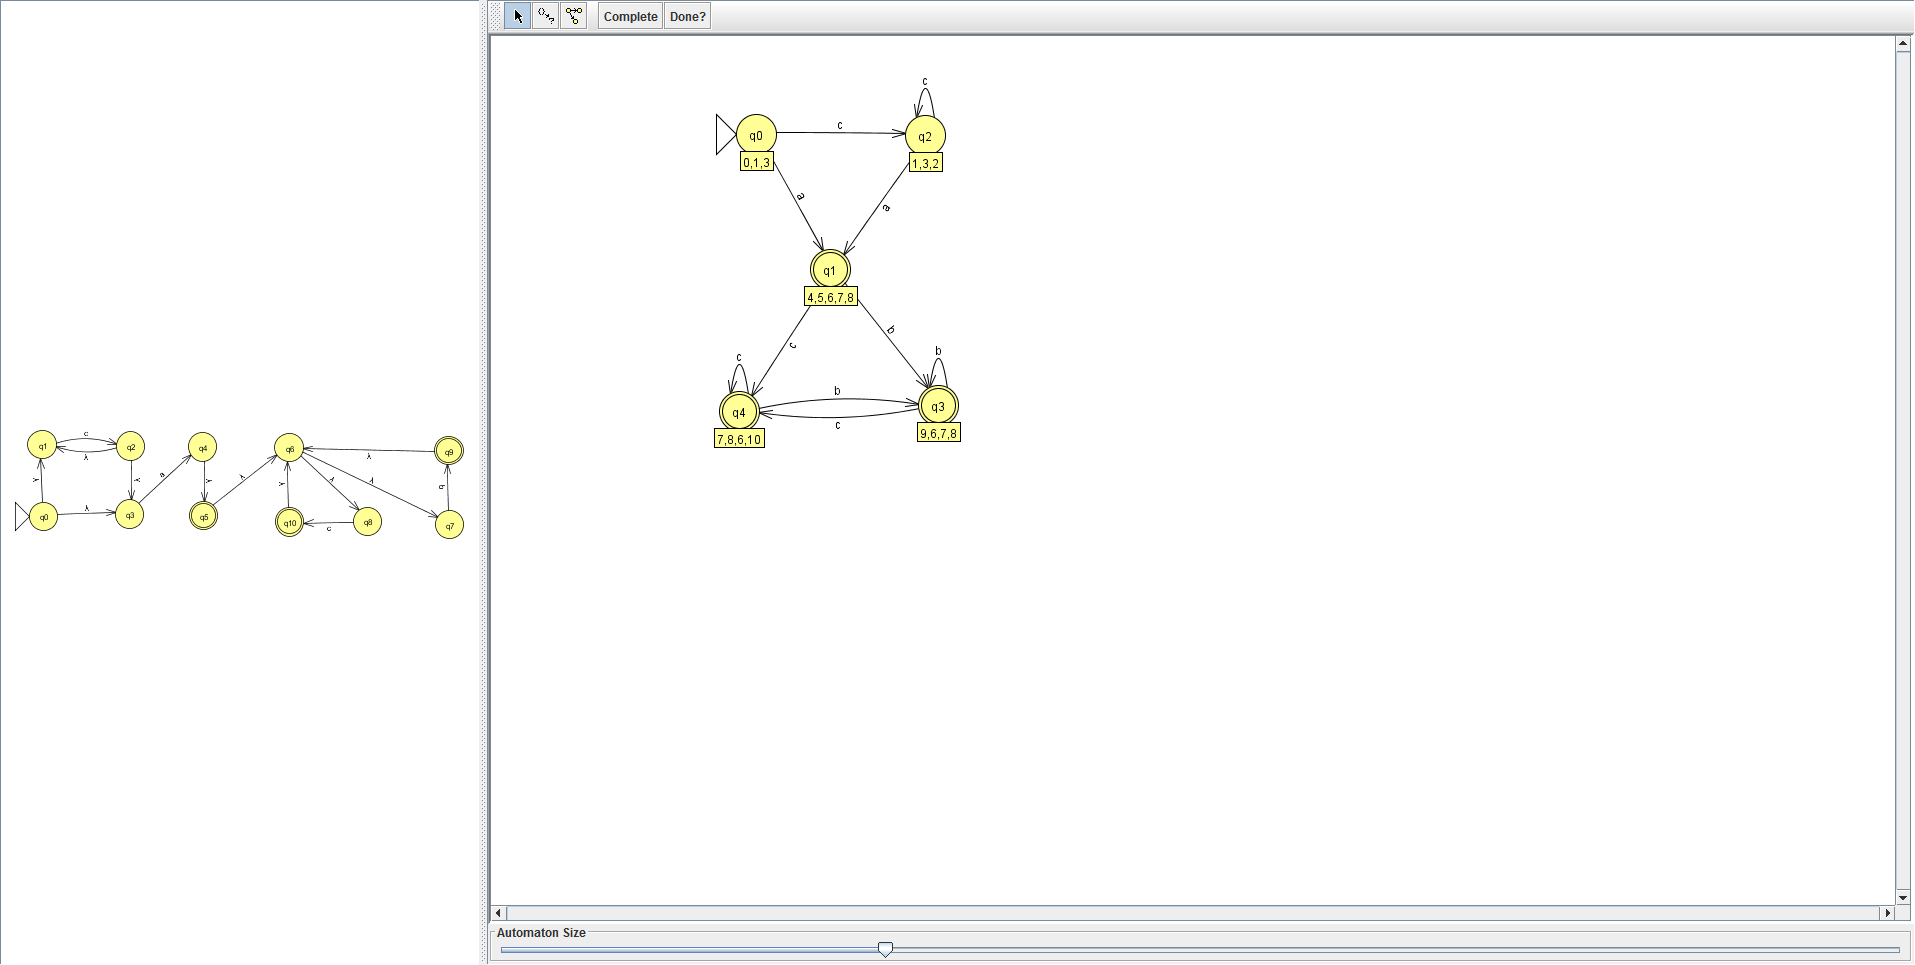 Complete Done?
c
c
q0 q2
0,1,3 1,3,2
a a
q1
4,5,6,7,8
c b
c b
b
q4 q3
c
7,8,6,10 9,6,7,8
c
q1 q2 q4 q6 q9
λ λ
λ λ a λ λ λ λ λ b
λ
q0 q3 q5 q10 q8 q7
c
Automaton Size